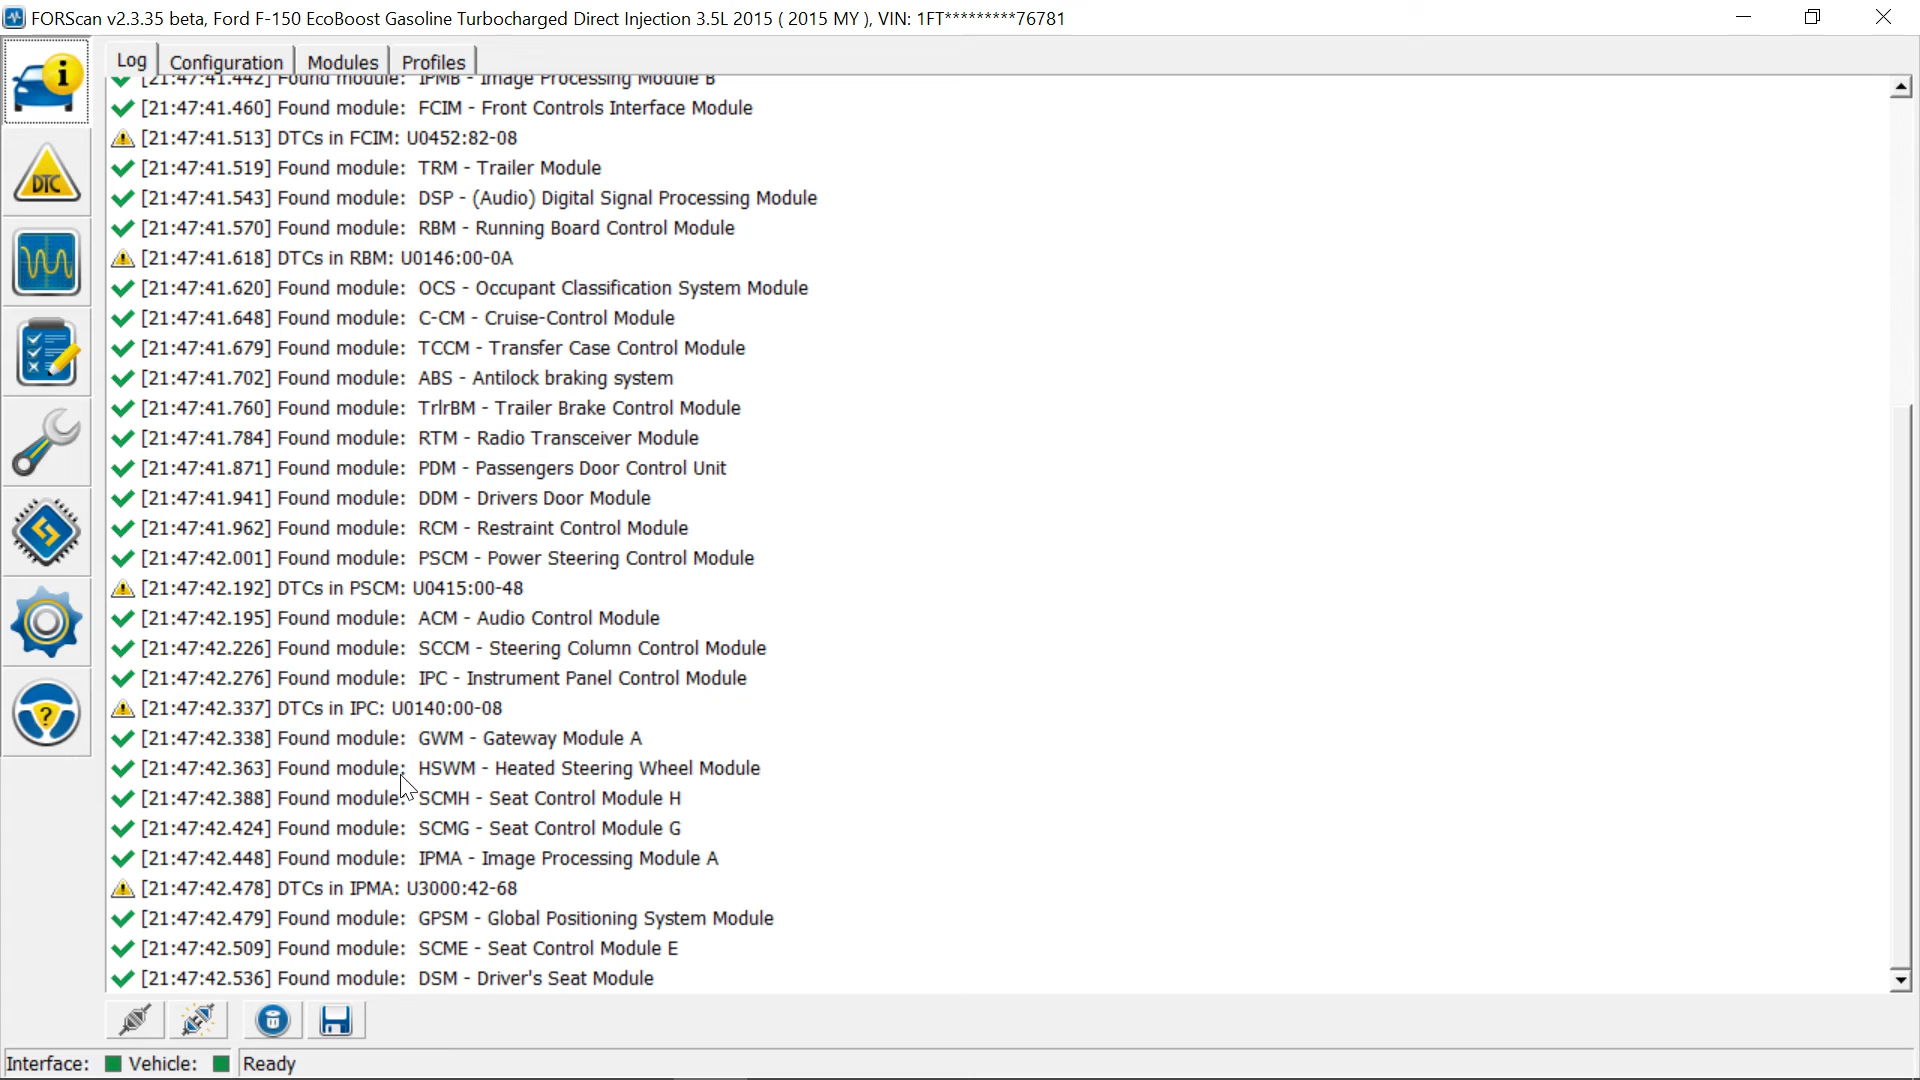 FORScan v2.3.35 beta, Ford F-150 EcoBoost Gasoline Turbocharged Direct Injection 3.5L 2015 ( 2015 MY ), VIN: 1FT*********76781
Log
Configuration
Modules
Profiles
[21:47:41.442] Found module: IPMB - Image Processing Module B
[21:47:41.460] Found module: FCIM - Front Controls Interface Module
[21:47:41.513] DTCs in FCIM: U0452:82-08
[21:47:41.519] Found module: TRM - Trailer Module
[21:47:41.543] Found module: DSP - (Audio) Digital Signal Processing Module
[21:47:41.570] Found module: RBM - Running Board Control Module
[21:47:41.618] DTCs in RBM: U0146:00-0A
[21:47:41.620] Found module: OCS - Occupant Classification System Module
[21:47:41.648] Found module: C-CM - Cruise-Control Module
[21:47:41.679] Found module: TCCM - Transfer Case Control Module
[21:47:41.702] Found module: ABS - Antilock braking system
[21:47:41.760] Found module: TrlrBM - Trailer Brake Control Module
[21:47:41.784] Found module: RTM - Radio Transceiver Module
[21:47:41.871] Found module: PDM - Passengers Door Control Unit
[21:47:41.941] Found module: DDM - Drivers Door Module
[21:47:41.962] Found module: RCM - Restraint Control Module
[21:47:42.001] Found module: PSCM - Power Steering Control Module
[21:47:42.192] DTCs in PSCM: U0415:00-48
[21:47:42.195] Found module: ACM - Audio Control Module
[21:47:42.226] Found module: SCCM - Steering Column Control Module
[21:47:42.276] Found module: IPC - Instrument Panel Control Module
[21:47:42.337] DTCs in IPC: U0140:00-08
[21:47:42.338] Found module: GWM - Gateway Module A
[21:47:42.363] Found module: HSWM - Heated Steering Wheel Module
[21:47:42.388] Found module: SCMH - Seat Control Module H
[21:47:42.424] Found module: SCMG - Seat Control Module G
[21:47:42.448] Found module: IPMA - Image Processing Module A
[21:47:42.478] DTCs in IPMA: U3000:42-68
[21:47:42.479] Found module: GPSM - Global Positioning System Module
[21:47:42.509] Found module: SCME - Seat Control Module E
[21:47:42.536] Found module: DSM - Driver's Seat Module
DTC
Interface: Vehicle: Ready